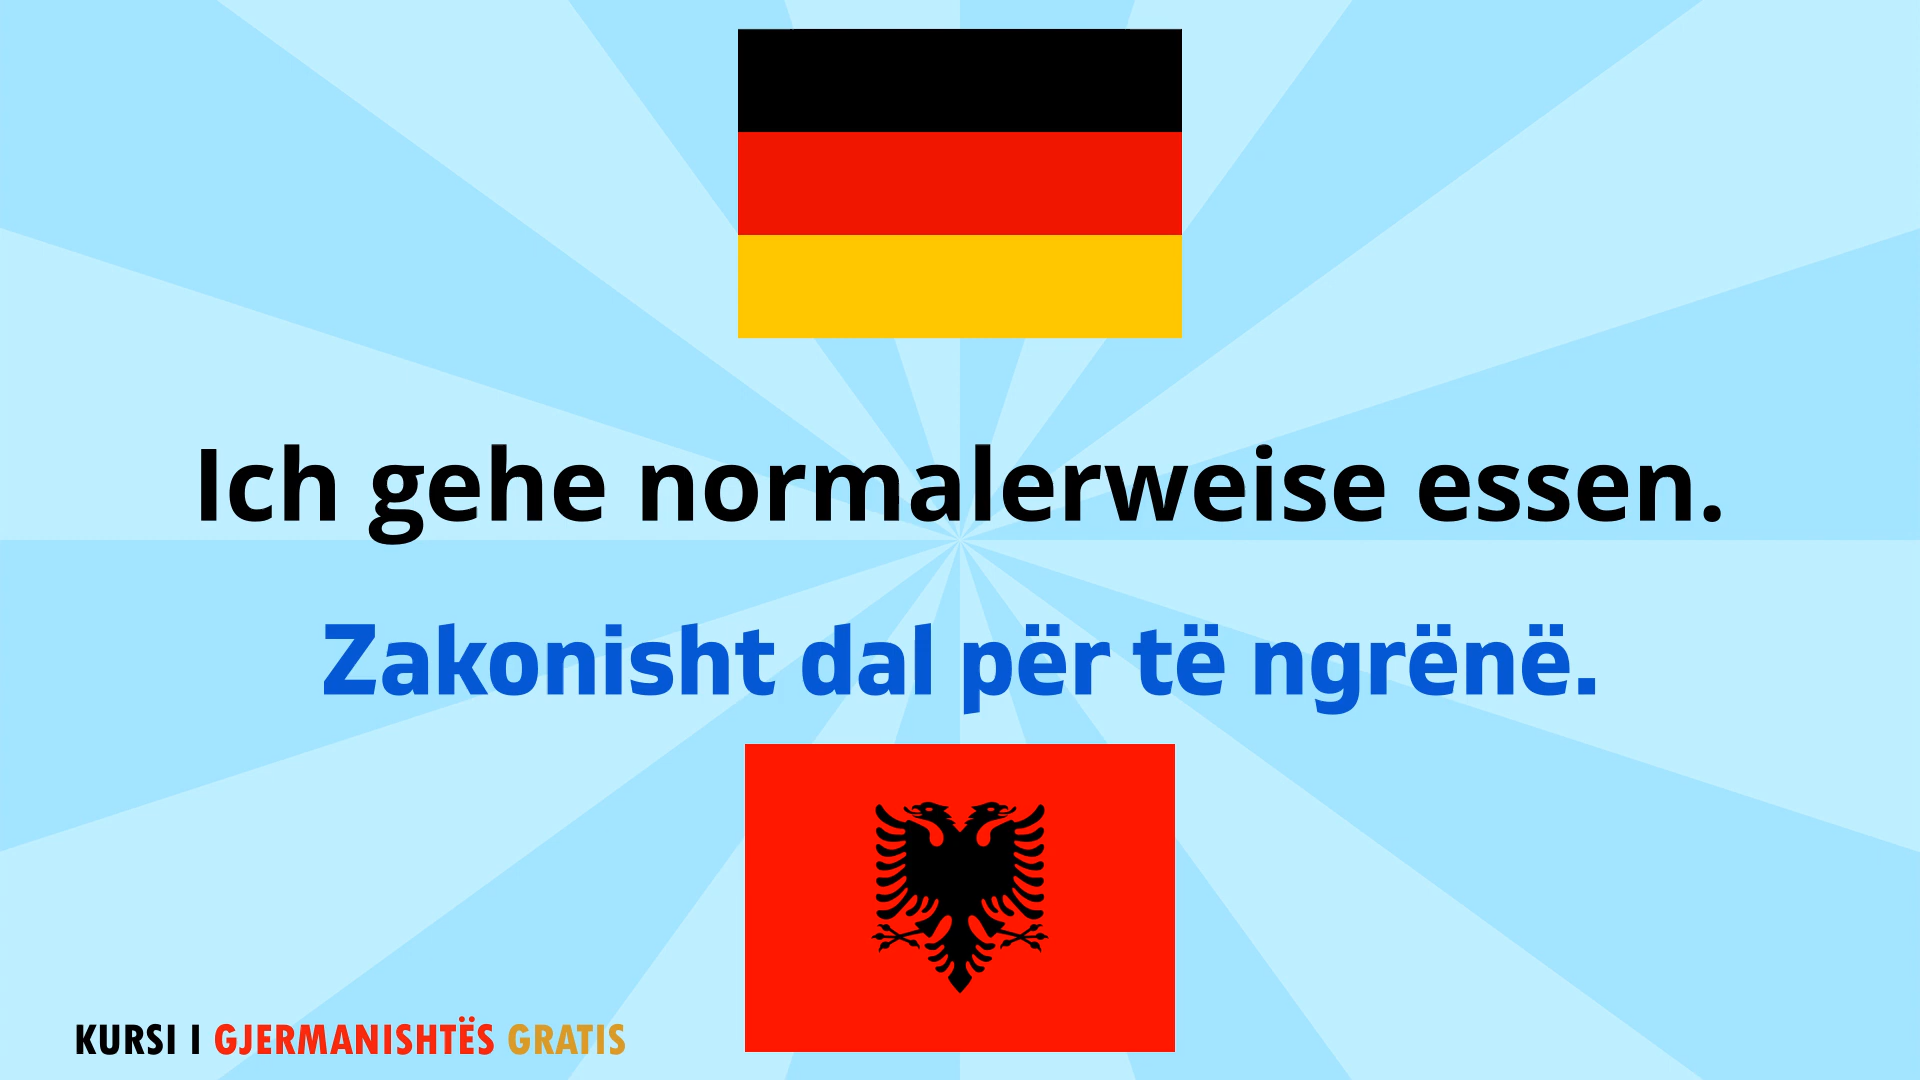 Ich gehe normalerweise essen.
Zakonisht dal për të ngrënë.
KURSI I GJERMANISHTËS GRATIS